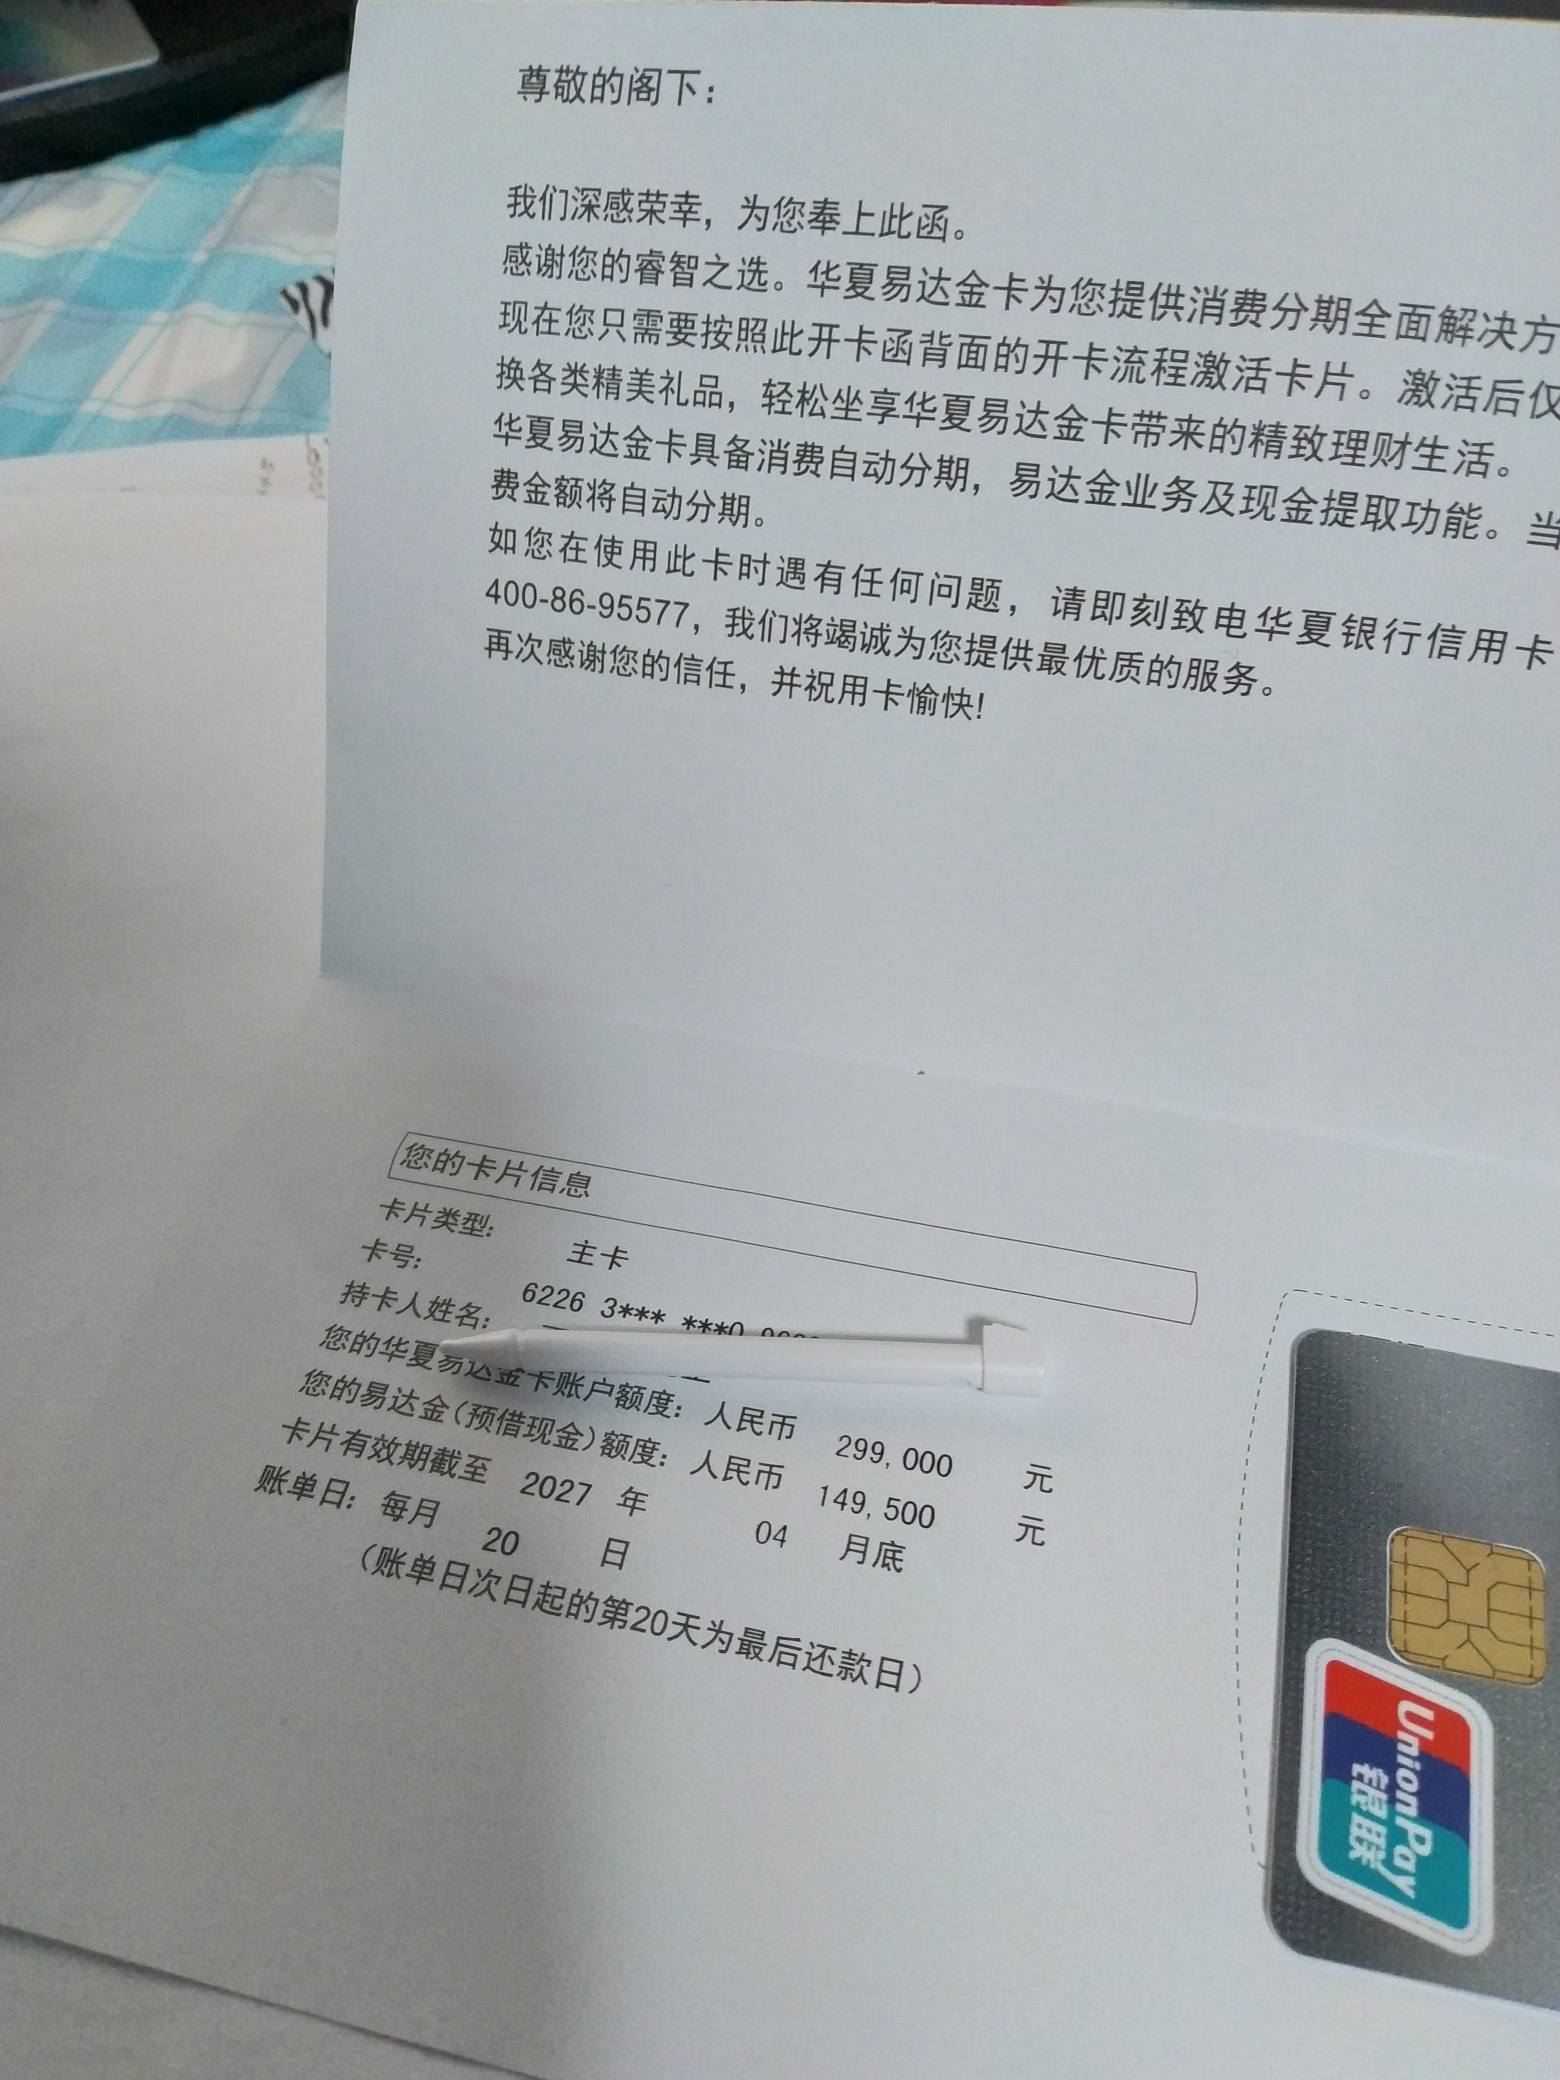 尊敬的阁下：
我们深感荣幸，为您奉上此函。
感谢您的睿智之选。华夏易达金卡为您提供消费分期全面解决方
现在您只需要按照此开卡函背面的开卡流程激活卡片。激活后仅
换各类精美礼品，轻松坐享华夏易达金卡带来的精致理财生活。
华夏易达金卡具备消费自动分期，易达金业务及现金提取功能。当
费金额将自动分期。
如您在使用此卡时遇有任何问题，请即刻致电华夏银行信用卡
400-86-95577，我们将竭诚为您提供最优质的服务。
再次感谢您的信任，并祝用卡愉快!
您的卡片信息
卡片类型： 主卡
卡号： 6226 3*** ***0
持卡人姓名：
您的华夏易达金卡账户额度：人民币 299,000 元
您的易达金(预借现金)额度：人民币 149,500 元
卡片有效期截至 2027 年 04 月底
账单日：每月 20 日
（账单日次日起的第20天为最后还款日）
UnionPay
银联